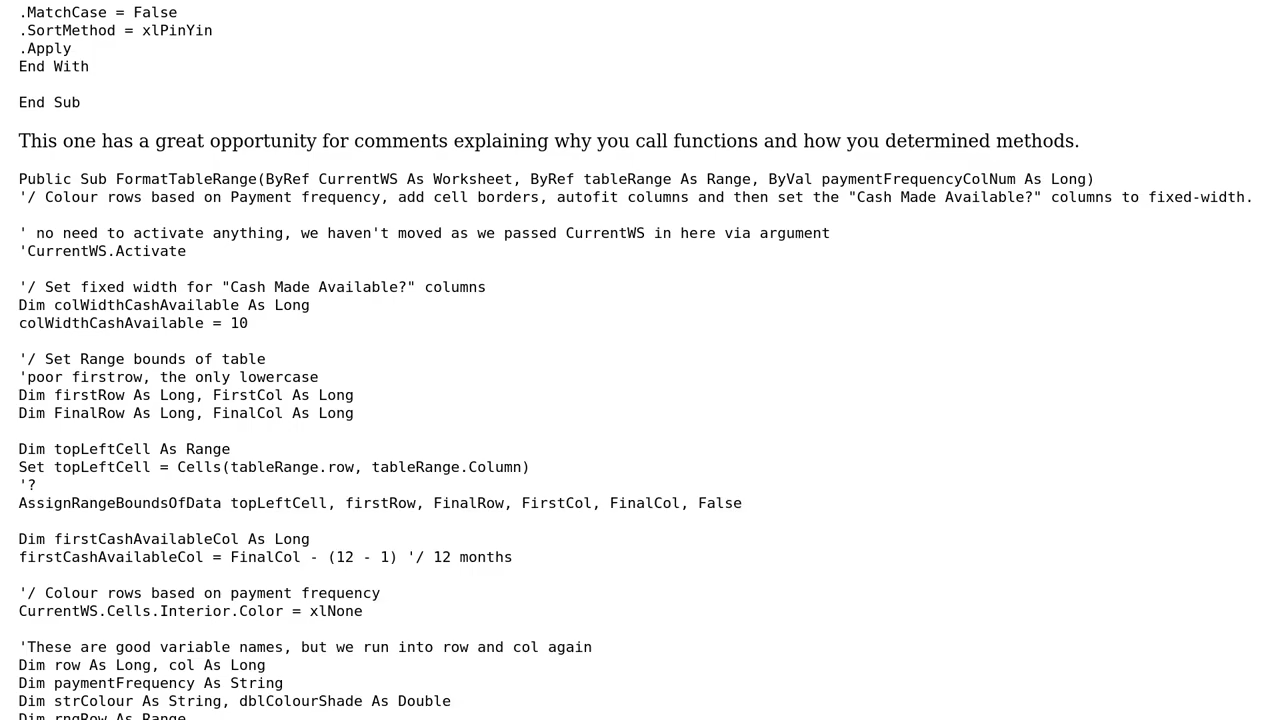 .MatchCase = False
.SortMethod = xlPinYin
.Apply
End With
End Sub
This one has a great opportunity for comments explaining why you call functions and how you determined methods.
Public Sub FormatTableRange(ByRef CurrentWS As Worksheet, ByRef tableRange As Range, ByVal paymentFrequencyColNum As Long)
'/ Colour rows based on Payment frequency, add cell borders, autofit columns and then set the "Cash Made Available?" columns to fixed-width.
' no need to activate anything, we haven't moved as we passed CurrentWS in here via argument
'CurrentWS.Activate
'/ Set fixed width for "Cash Made Available?" columns
Dim colWidthCashAvailable As Long
colWidthCashAvailable = 10
'/ Set Range bounds of table
'poor firstrow, the only lowercase
Dim firstRow As Long, FirstCol As Long
Dim FinalRow As Long, FinalCol As Long
Dim topLeftCell As Range
Set topLeftCell = Cells(tableRange.row, tableRange.Column)
'?
AssignRangeBoundsOfData topLeftCell, firstRow, FinalRow, FirstCol, FinalCol, False
Dim firstCashAvailableCol As Long
firstCashAvailableCol = FinalCol - (12 - 1) '/ 12 months
'/ Colour rows based on payment frequency
CurrentWS.Cells.Interior.Color = xlNone
'These are good variable names, but we run into row and col again
Dim row As Long, col As Long
Dim paymentFrequency As String
Dim strColour As String, dblColourShade As Double
Dim rngRow As Range